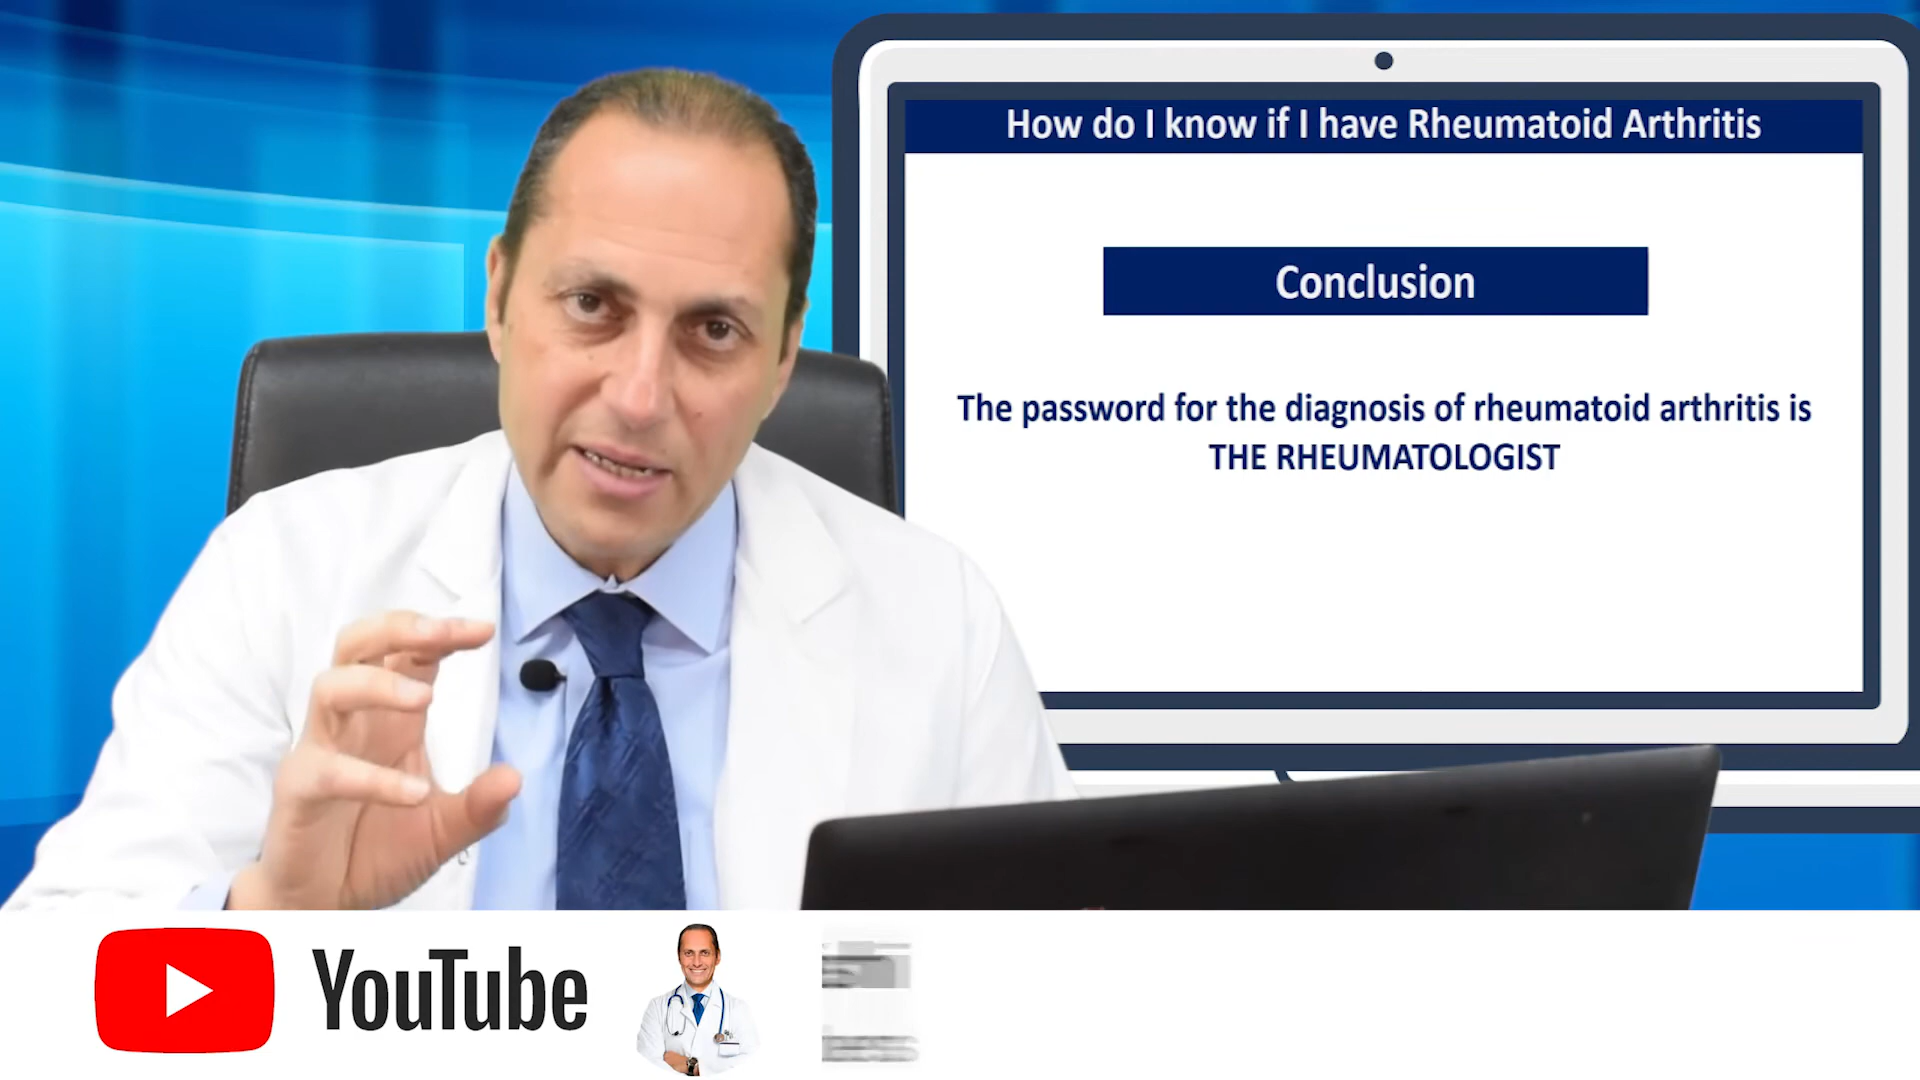 How do I know if I have Rheumatoid Arthritis
Conclusion
The password for the diagnosis of rheumatoid arthritis is
THE RHEUMATOLOGIST
YouTube